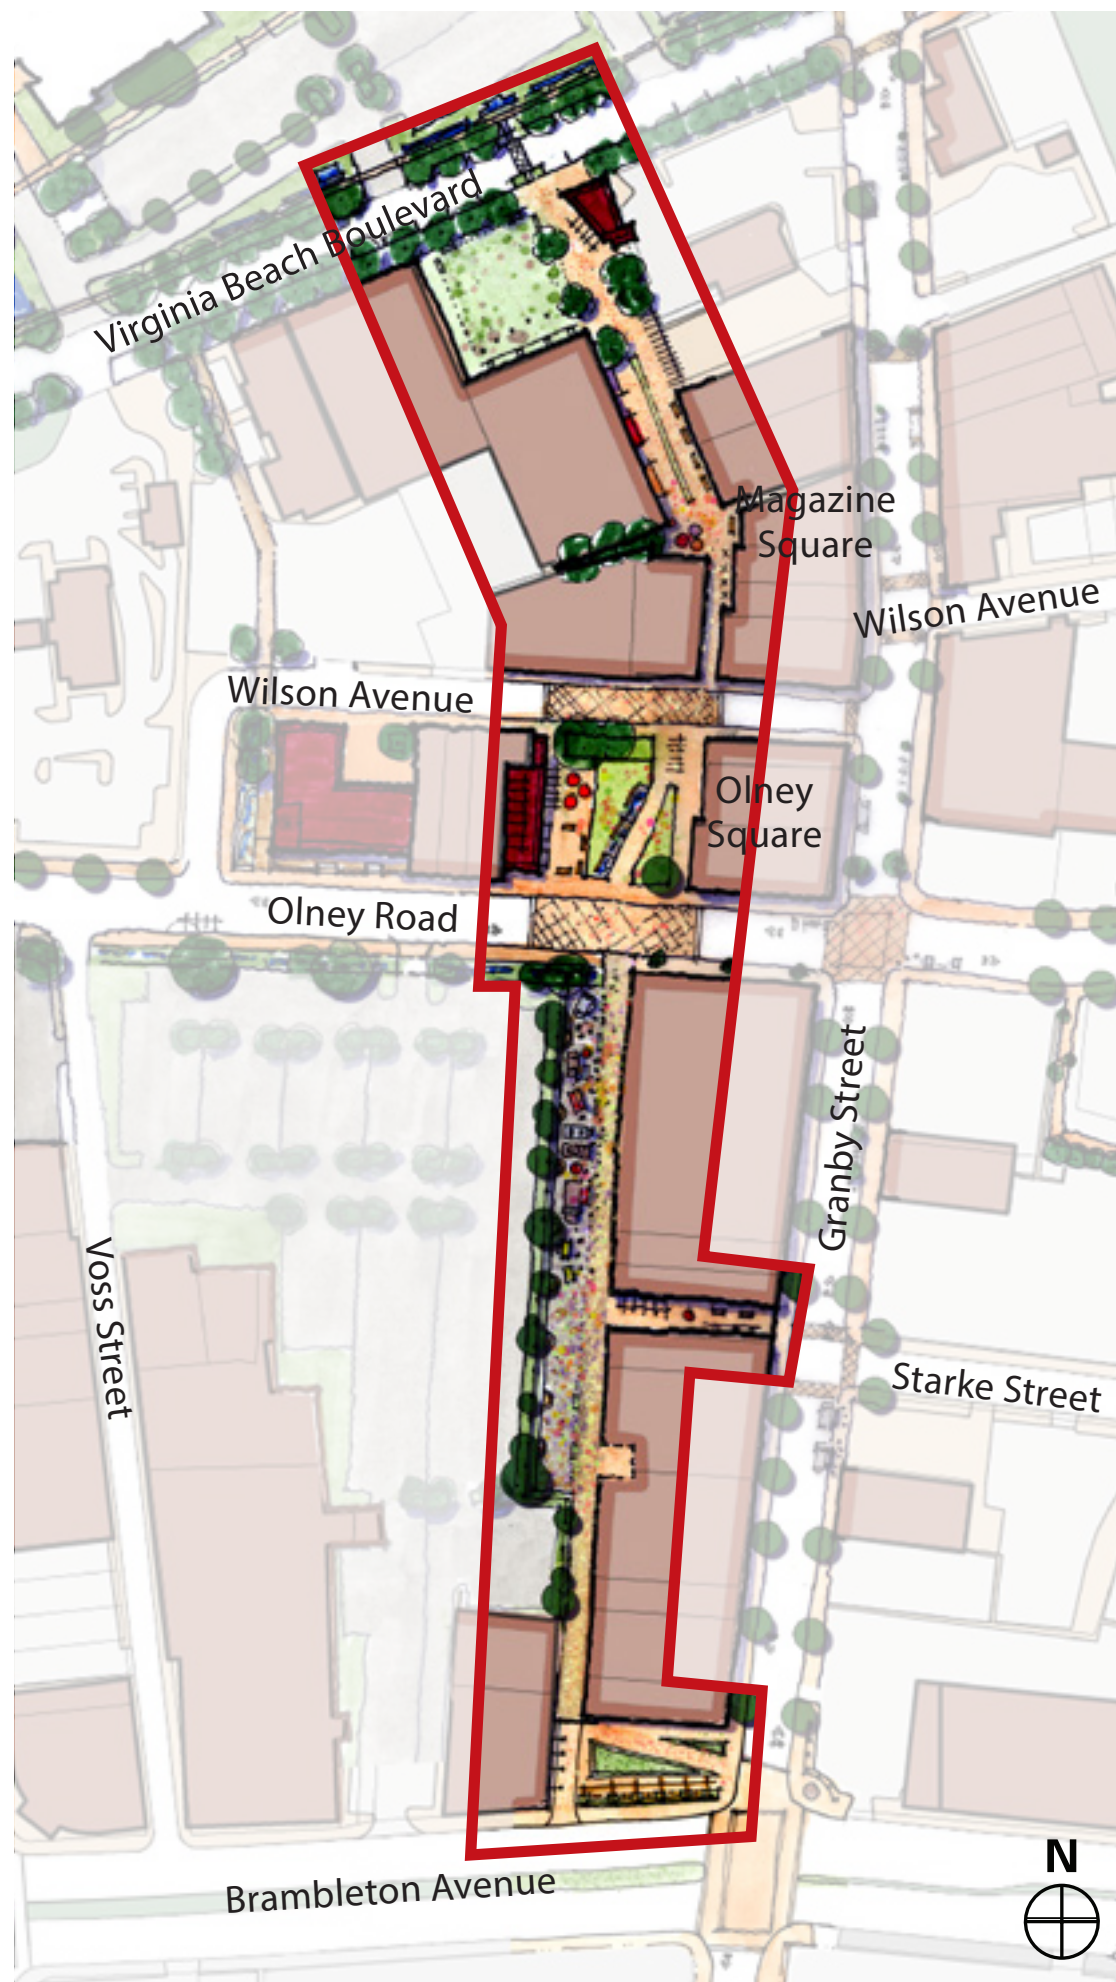 Virginia Beach Boulevard
Magazine
Square
Wilson Avenue
Wilson Avenue
Olney
Square
Olney Road
Granby Street
Voss Street
Starke Street
N
Brambleton Avenue